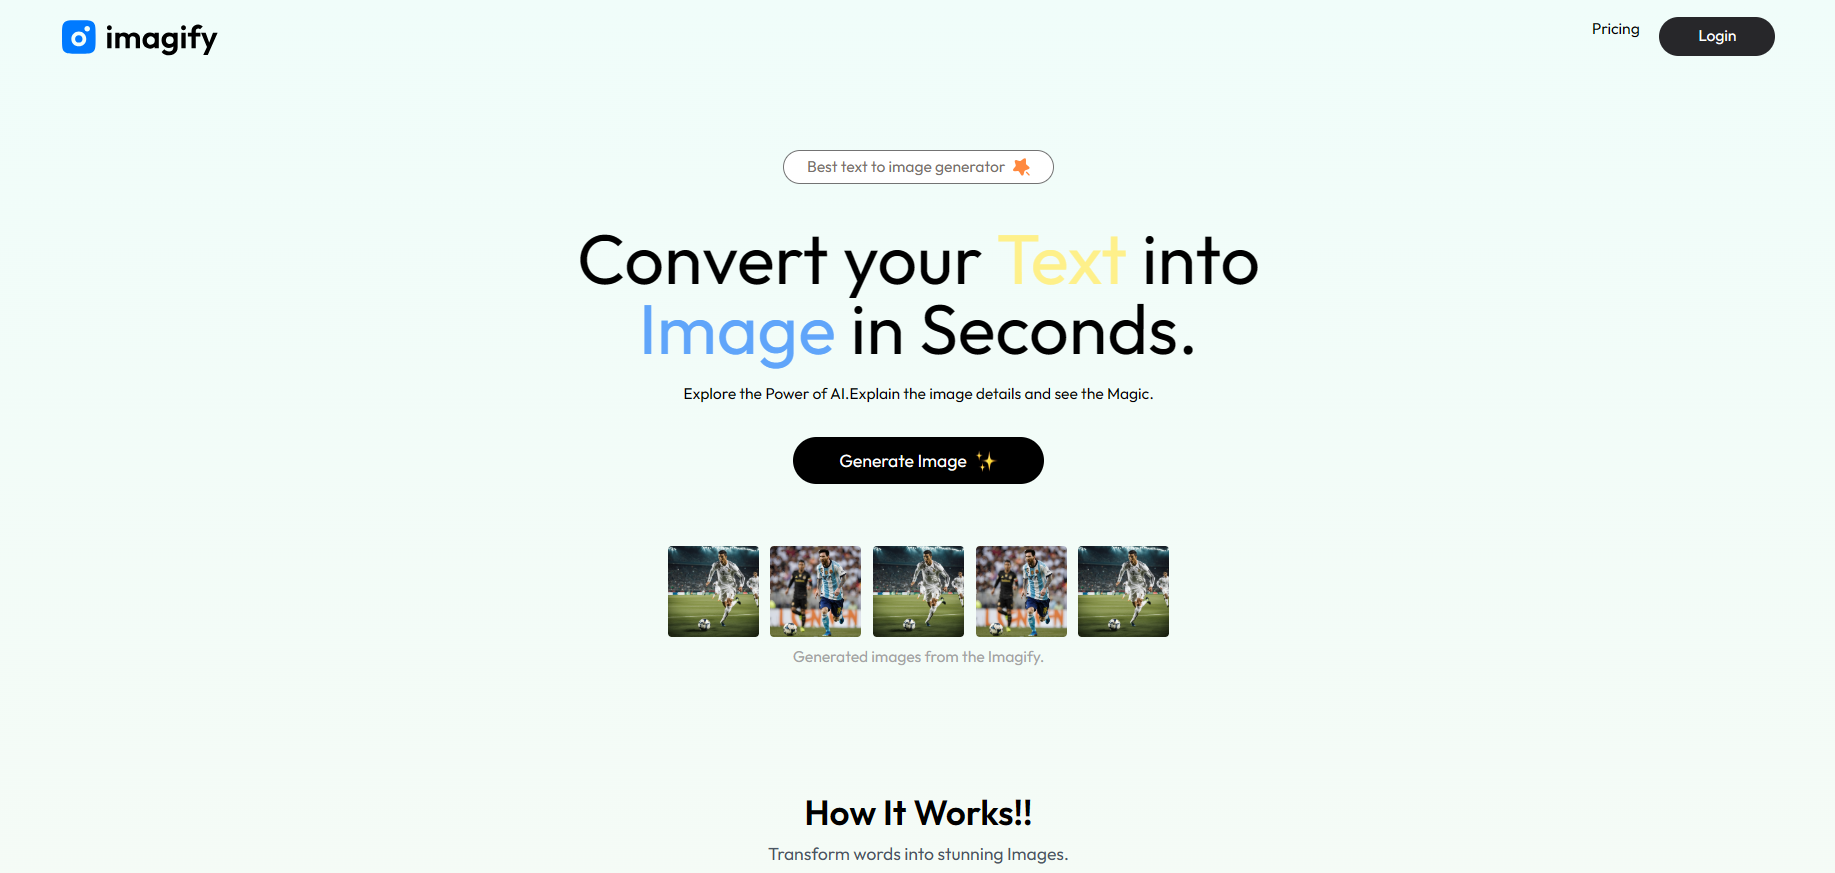 imagify
Pricing
Login
Best text to image generator
Convert your Text into
Image in Seconds.
Explore the Power of AI.Explain the image details and see the Magic.
Generate Image ✨
Generated images from the Imagify.
How It Works!!
Transform words into stunning Images.